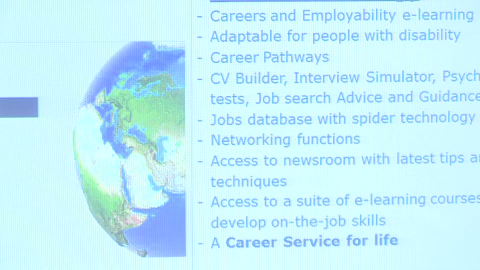 - Careers and Employability e-learning
- Adaptable for people with disability
- Career Pathways
- CV Builder, Interview Simulator,
tests, Job search Advice and Guidance
- Jobs database with spider technology
- Networking functions
- Access to newsroom with latest tips
techniques
- Access to a suite of e-learning courses
develop on-the-job skills
- A Career Service for life